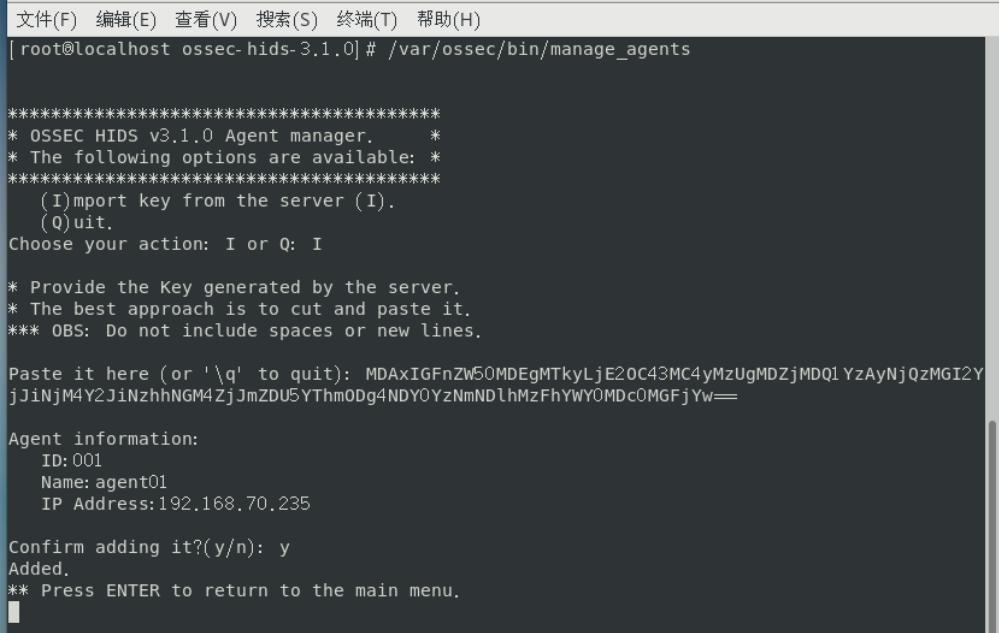 文件(F) 编辑(E) 查看(V) 搜索(S) 终端(T) 帮助(H)
[root@localhost ossec-hids-3.1.0]# /var/ossec/bin/manage_agents
****************************************
* OSSEC HIDS v3.1.0 Agent manager.     *
* The following options are available: *
****************************************
   (I)mport key from the server (I).
   (Q)uit.
Choose your action: I or Q: I
* Provide the Key generated by the server.
* The best approach is to cut and paste it.
*** OBS: Do not include spaces or new lines.
Paste it here (or '\q' to quit): MDAxIGFnZW50MDEgMTkyLjE2OC43MC4yMzUgMDZjMDQ1YzAyNjQzMGI2Y
jJiNjM4Y2JiNzhhNGM4ZjJmZDU5YThmODg4NDY0YzNmNDlhMzFhYWY0MDc0MGFjYw==
Agent information:
   ID:001
   Name:agent01
   IP Address:192.168.70.235
Confirm adding it?(y/n): y
Added.
** Press ENTER to return to the main menu.